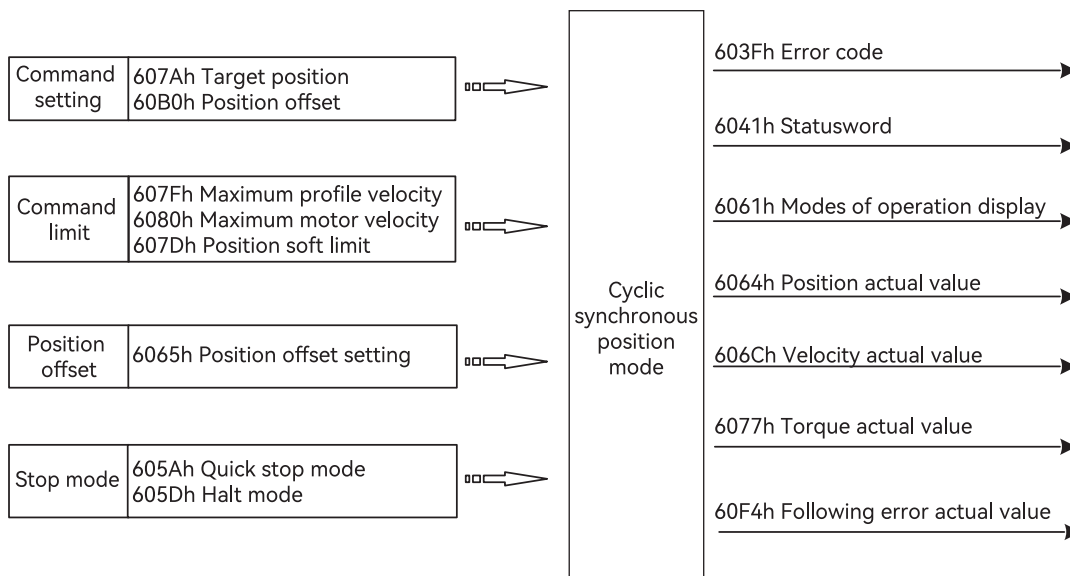 Command
setting
607Ah Target position
60B0h Position offset
Command
limit
607Fh Maximum profile velocity
6080h Maximum motor velocity
607Dh Position soft limit
Position
offset
6065h Position offset setting
Stop mode
605Ah Quick stop mode
605Dh Halt mode
Cyclic
synchronous
position
mode
603Fh Error code
6041h Statusword
6061h Modes of operation display
6064h Position actual value
606Ch Velocity actual value
6077h Torque actual value
60F4h Following error actual value